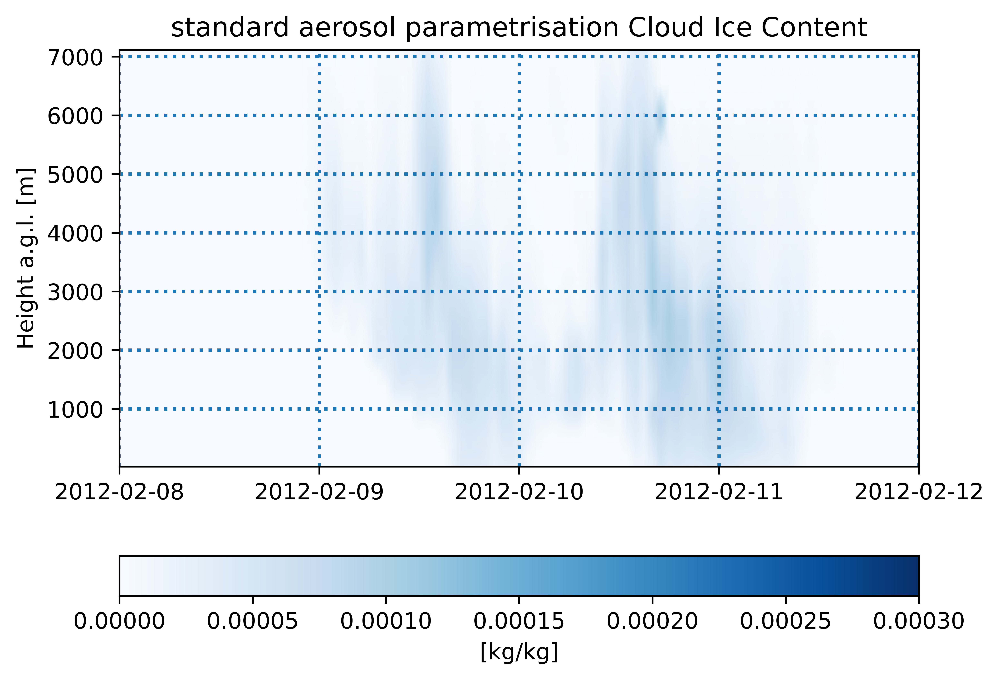 standard aerosol parametrisation Cloud Ice Content
Height a.g.l. [m]
7000
6000
5000
4000
3000
2000
1000
2012-02-08 2012-02-09 2012-02-10 2012-02-11 2012-02-12
0.00000 0.00005 0.00010 0.00015 0.00020 0.00025 0.00030
[kg/kg]